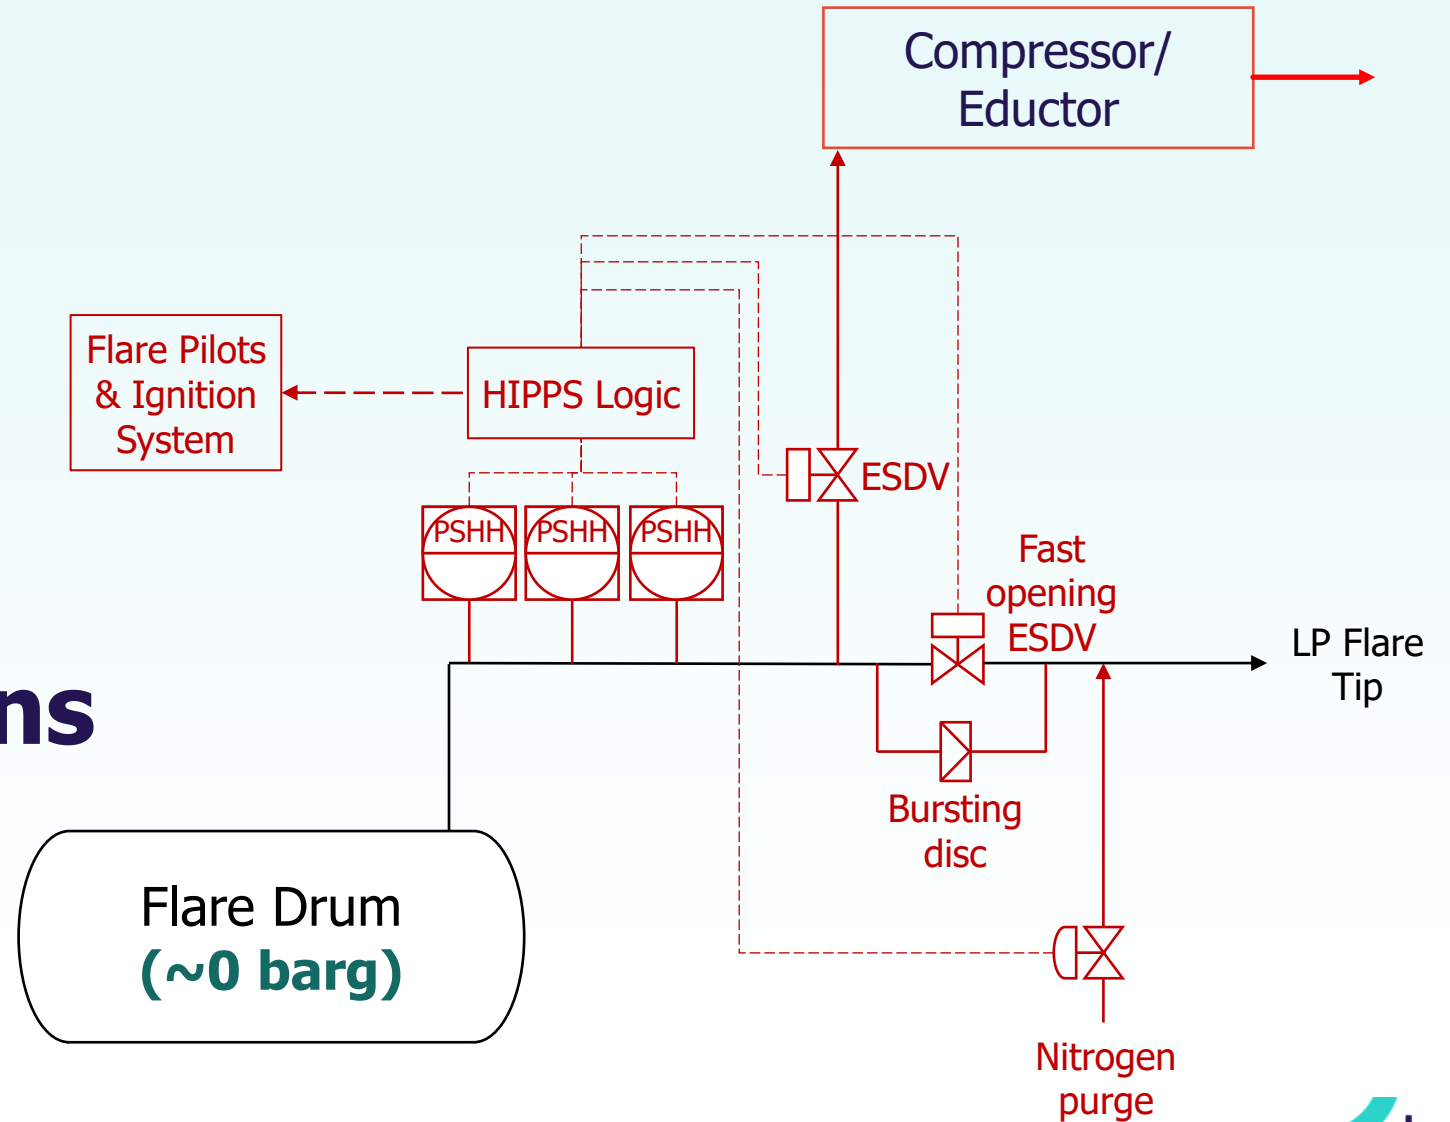 Compressor/
Eductor
Flare Pilots
& Ignition
System
HIPPS Logic
ESDV
PSHH
PSHH
PSHH
Fast
opening
ESDV
LP Flare
Tip
ns
Bursting
disc
Flare Drum
(~0 barg)
Nitrogen
purge